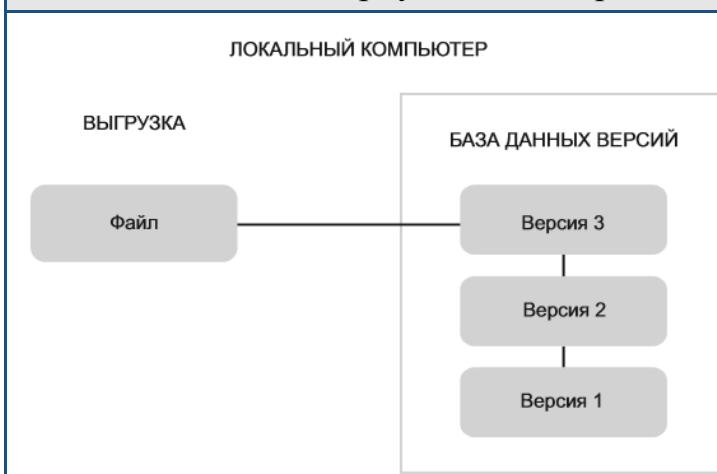 ЛОКАЛЬНЫЙ КОМПЬЮТЕР
ВЫГРУЗКА
БАЗА ДАННЫХ ВЕРСИЙ
Файл
Версия 3
Версия 2
Версия 1